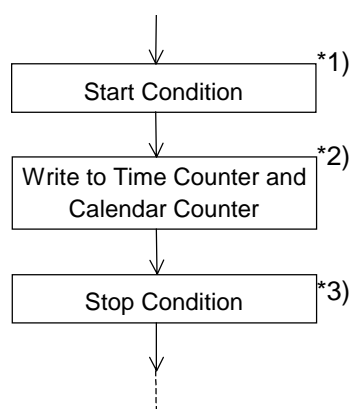 *1)
Start Condition
*2)
Write to Time Counter and
Calendar Counter
*3)
Stop Condition